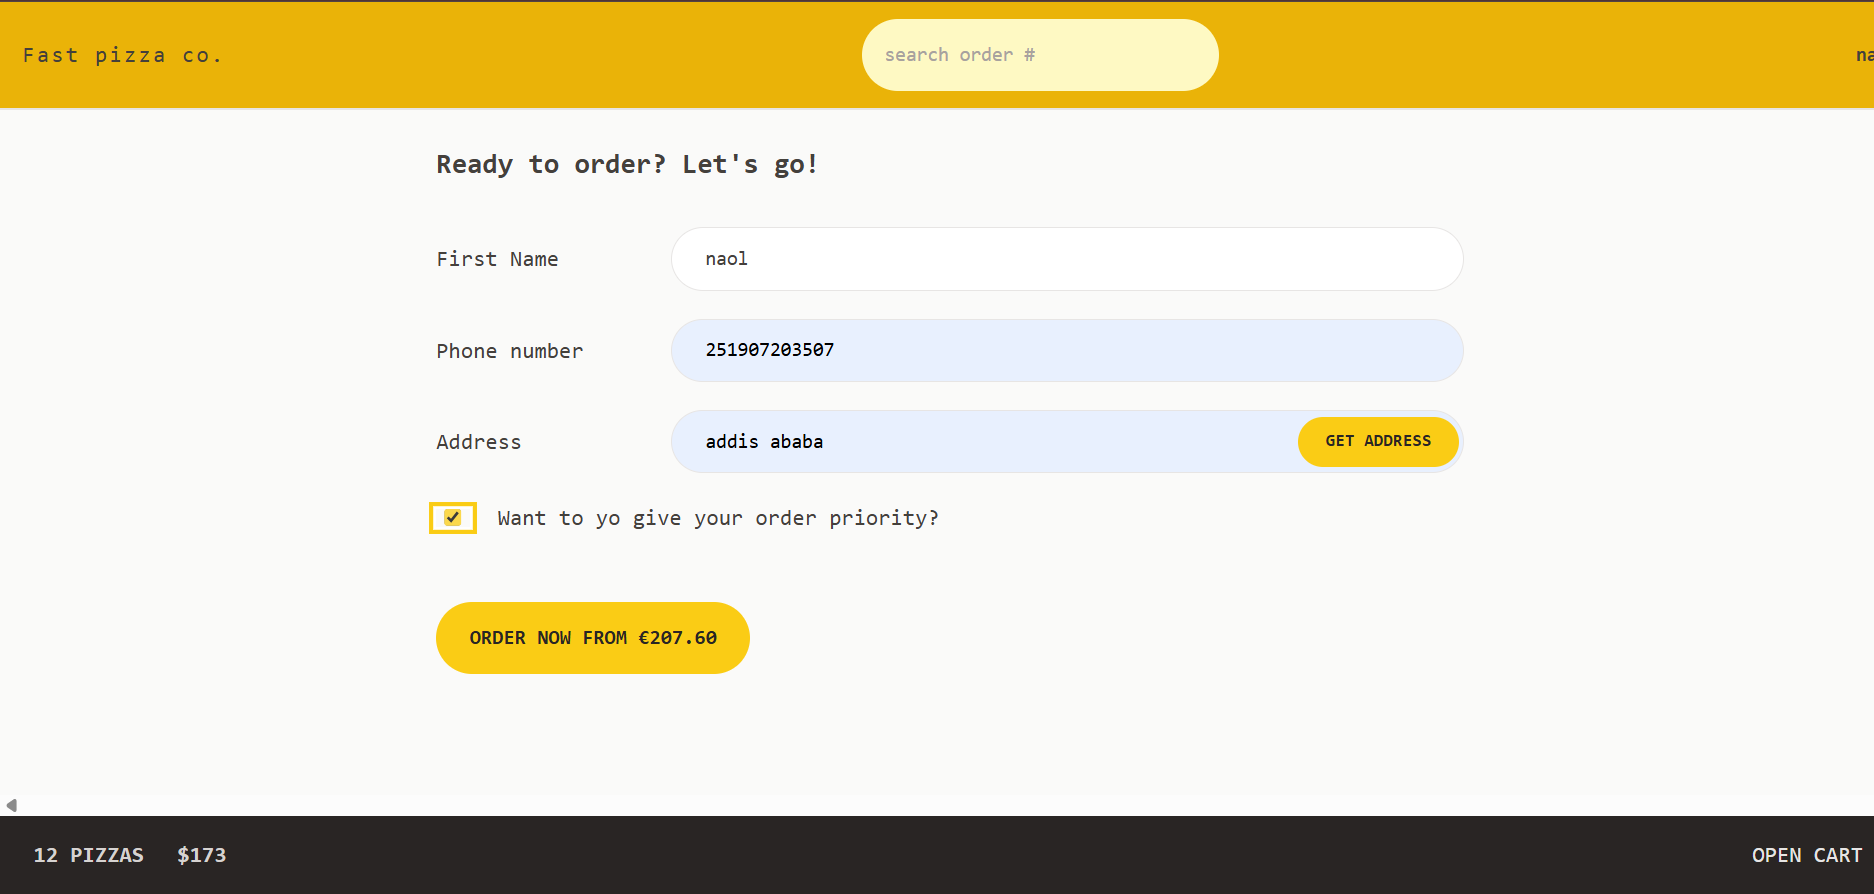 Fast pizza co.
search order #
Ready to order? Let's go!
First Name
naol
Phone number
251907203507
Address
addis ababa
GET ADDRESS
Want to yo give your order priority?
ORDER NOW FROM €207.60
12 PIZZAS $173
OPEN CART